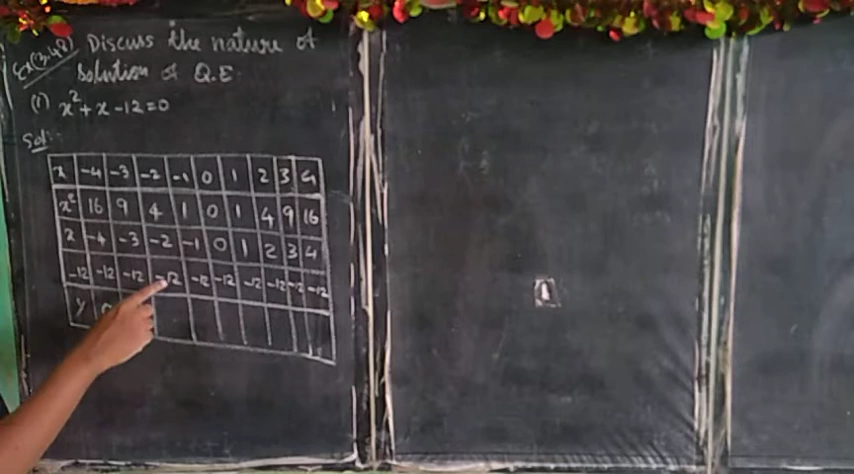 Ex(3.48) Discuss the nature of
solution of Q.E
(i) x²+x-12=0
Sol:-
x -4 -3 -2 -1 0 1 2 3 4
x² 16 9 4 1 0 1 4 9 16
x -4 -3 -2 -1 0 1 2 3 4
-12 -12 -12 -12 -12 -12 -12 -12 -12 -12
y